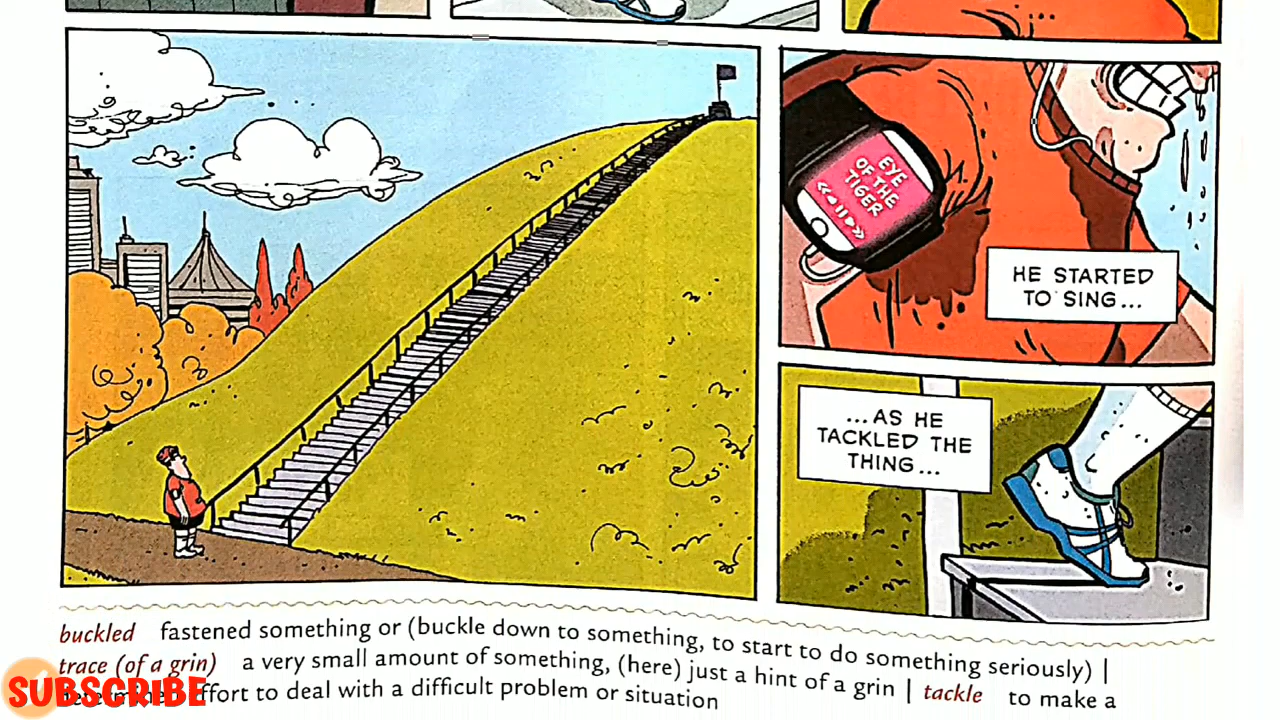 EYE
OF THE
TIGER
HE STARTED
TO SING...
...AS HE
TACKLED THE
THING...
buckled fastened something or (buckle down to something, to start to do something seriously) |
trace (of a grin) a very small amount of something, (here) just a hint of a grin | tackle to make a
effort to deal with a difficult problem or situation
SUBSCRIBE